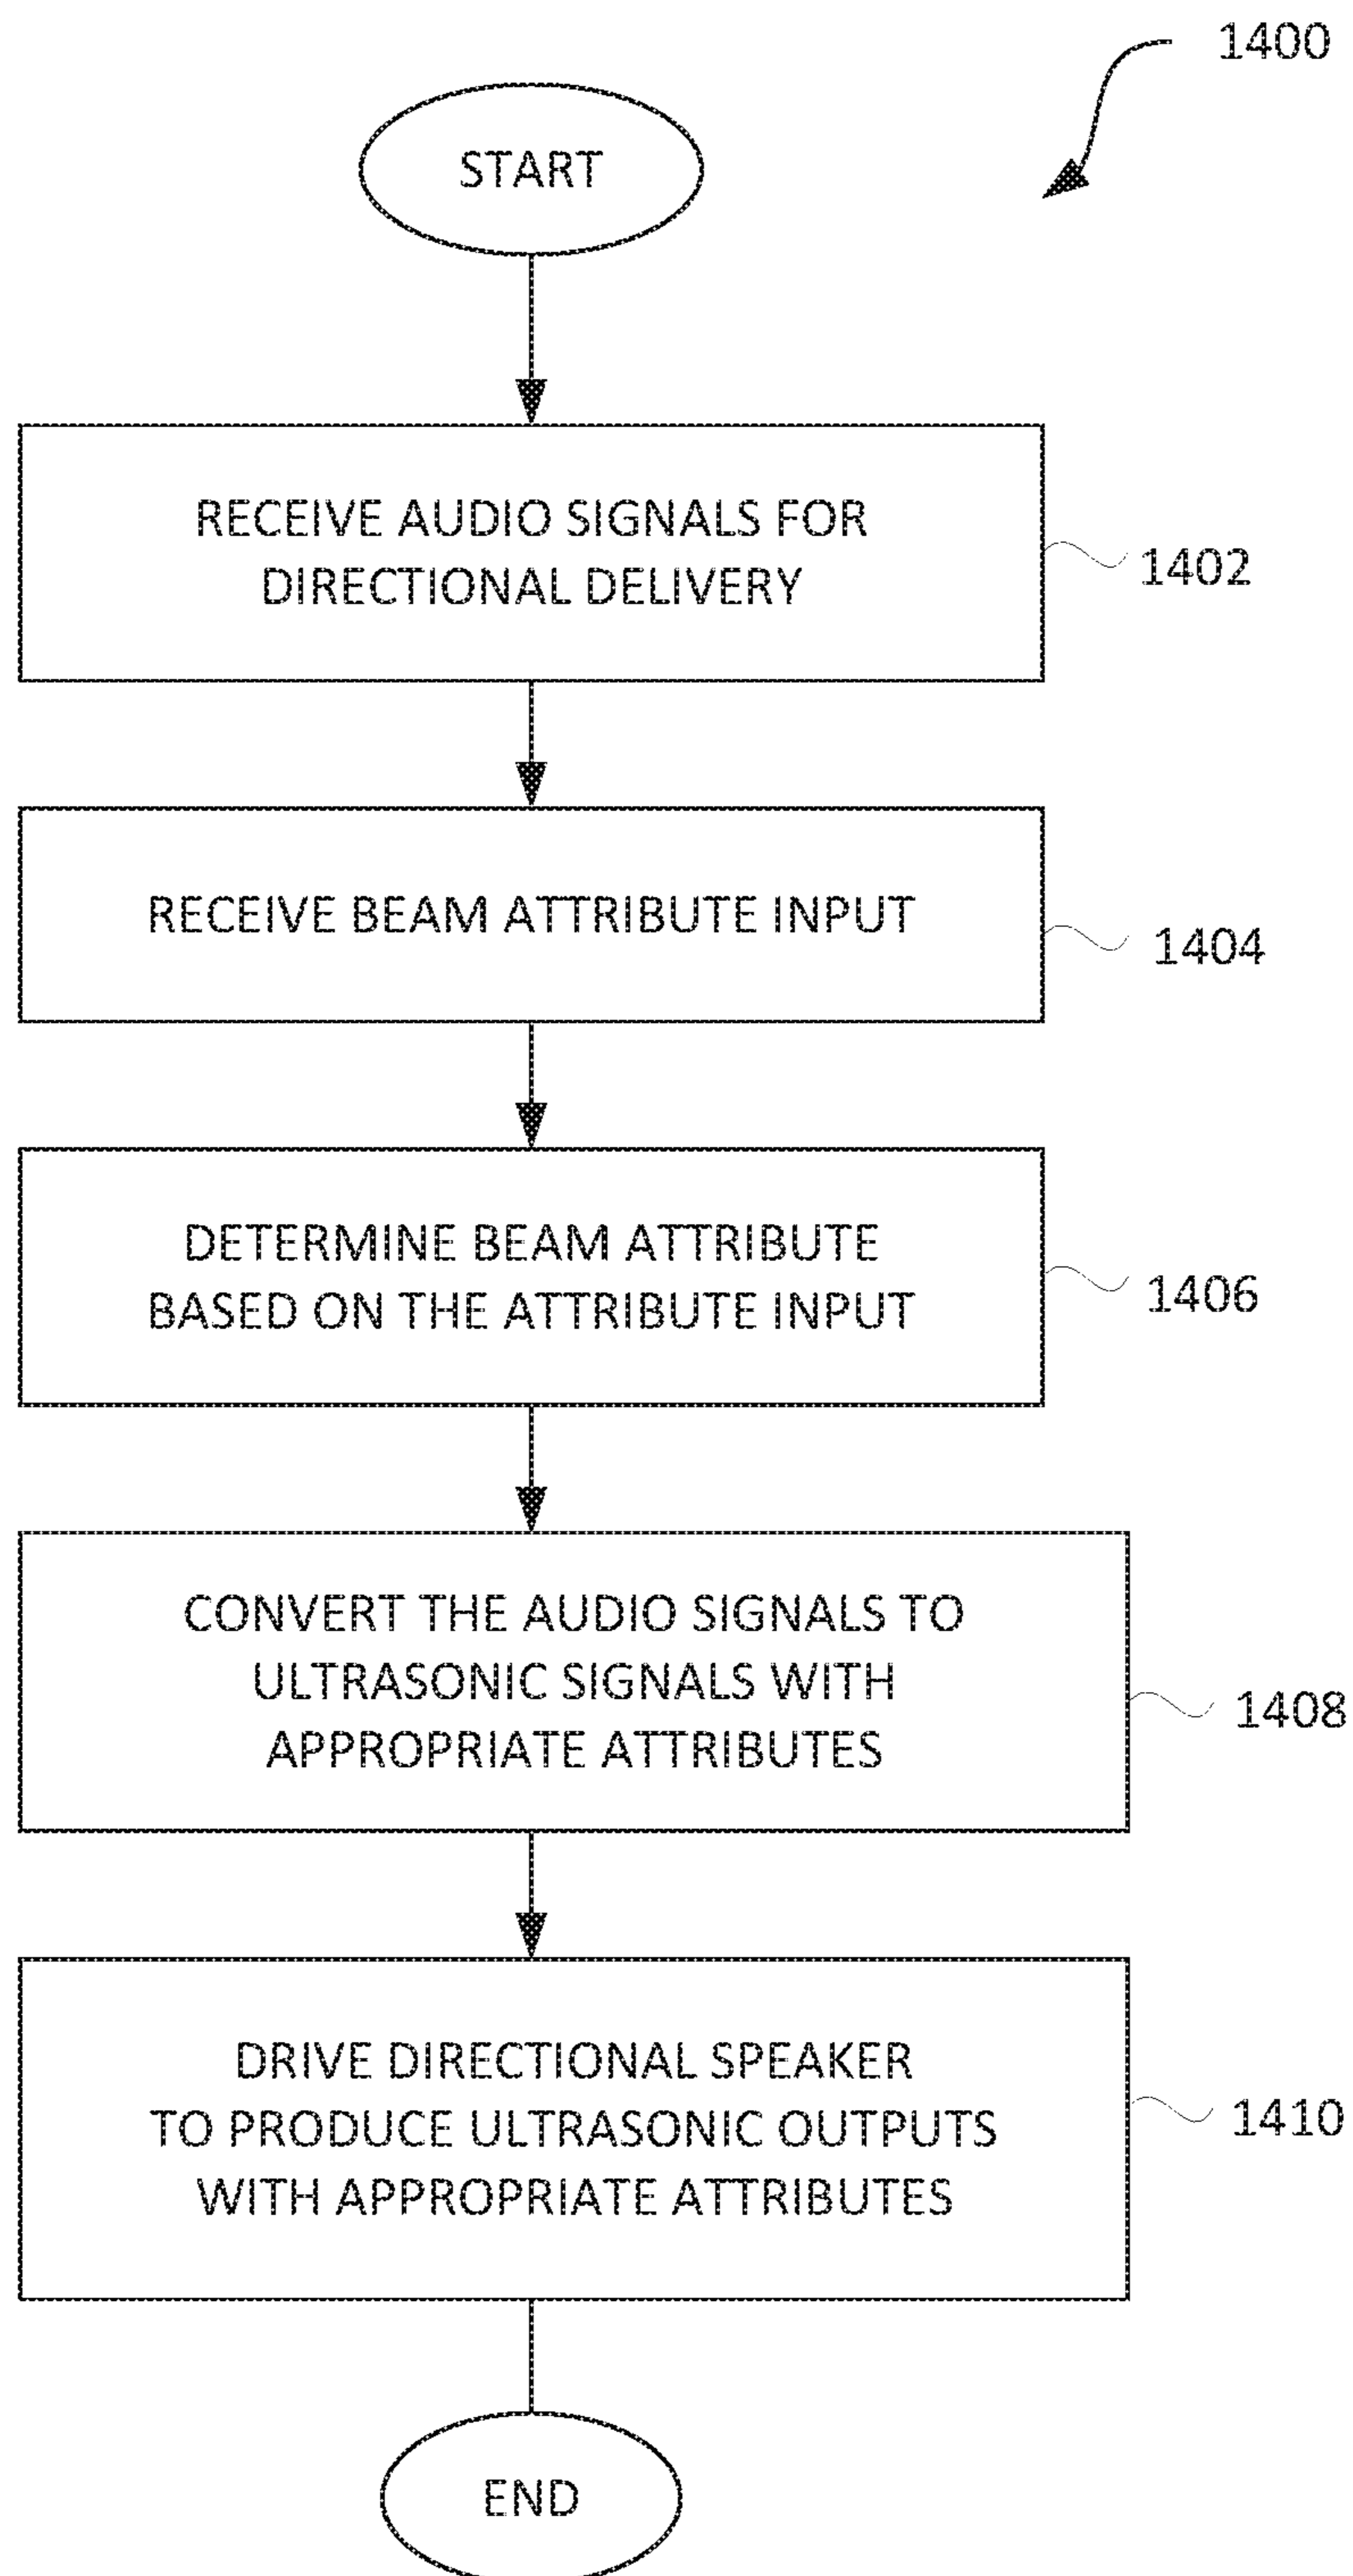 1400
START
RECEIVE AUDIO SIGNALS FOR
DIRECTIONAL DELIVERY
1402
RECEIVE BEAM ATTRIBUTE INPUT
1404
DETERMINE BEAM ATTRIBUTE
BASED ON THE ATTRIBUTE INPUT
1406
CONVERT THE AUDIO SIGNALS TO
ULTRASONIC SIGNALS WITH
APPROPRIATE ATTRIBUTES
1408
DRIVE DIRECTIONAL SPEAKER
TO PRODUCE ULTRASONIC OUTPUTS
WITH APPROPRIATE ATTRIBUTES
1410
END